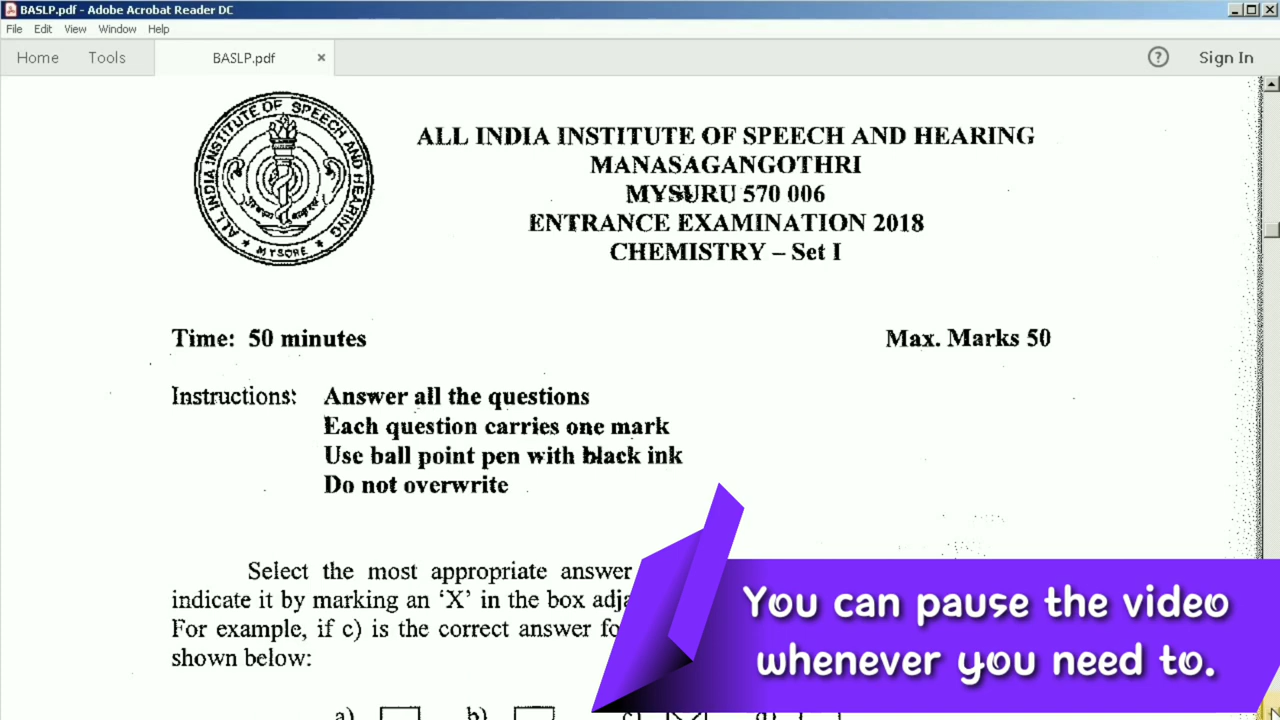 BASLP.pdf - Adobe Acrobat Reader DC
File Edit View Window Help
Home Tools BASLP.pdf × ? Sign In
ALL INDIA INSTITUTE OF SPEECH AND HEARING
MYSORE
ALL INDIA INSTITUTE OF SPEECH AND HEARING
MANASAGANGOTHRI
MYSURU 570 006
ENTRANCE EXAMINATION 2018
CHEMISTRY – Set I
Time: 50 minutes Max. Marks 50
Instructions: Answer all the questions
Each question carries one mark
Use ball point pen with black ink
Do not overwrite
Select the most appropriate answer
indicate it by marking an ‘X’ in the box
For example, if c) is the correct answer
shown below:
a) b) c)
You can pause the video
whenever you need to.